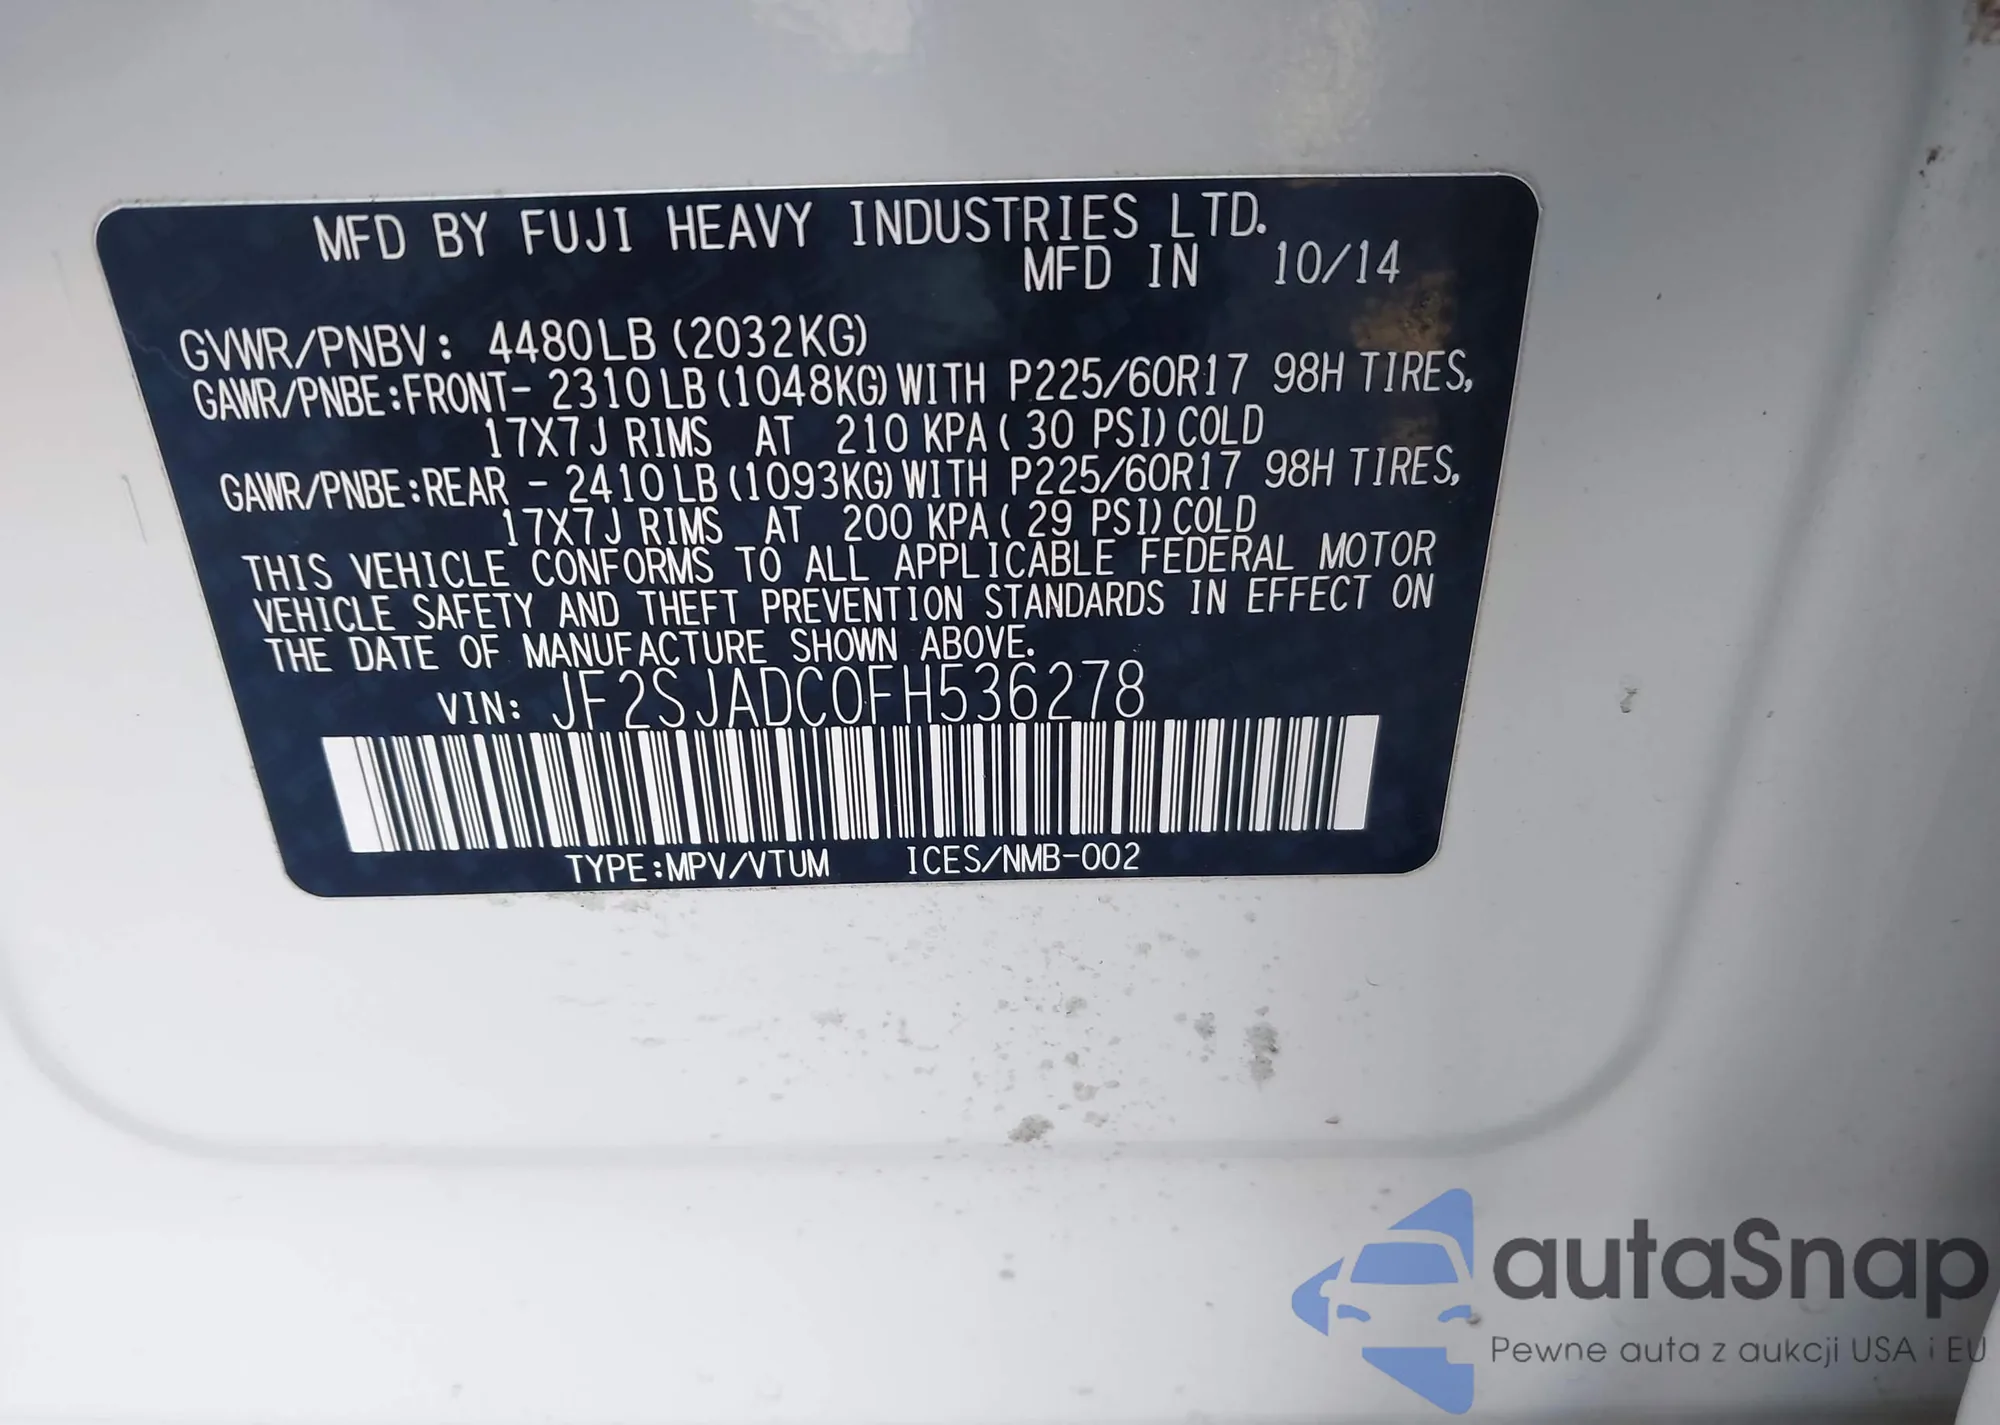 MFD BY FUJI HEAVY INDUSTRIES LTD.
MFD IN 10/14
GVWR/PNBV: 4480LB (2032KG)
GAWR/PNBE:FRONT- 2310LB (1048KG) WITH P225/60R17 98H TIRES,
17X7J RIMS AT 210 KPA ( 30 PSI) COLD
GAWR/PNBE:REAR - 2410LB (1093KG) WITH P225/60R17 98H TIRES,
17X7J RIMS AT 200 KPA ( 29 PSI) COLD
THIS VEHICLE CONFORMS TO ALL APPLICABLE FEDERAL MOTOR
VEHICLE SAFETY AND THEFT PREVENTION STANDARDS IN EFFECT ON
THE DATE OF MANUFACTURE SHOWN ABOVE.
VIN: JF2SJADC0FH536278
TYPE:MPV/VTUM ICES/NMB-002
autaSnap
Pewne auta z aukcji USA i EU